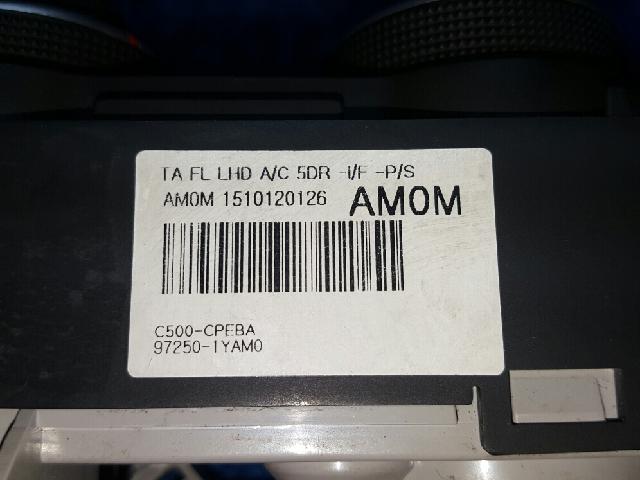 TA FL LHD A/C 5DR -I/F -P/S
AM0M 1510120126 AM0M
C500-CPEBA
97250-1YAM0